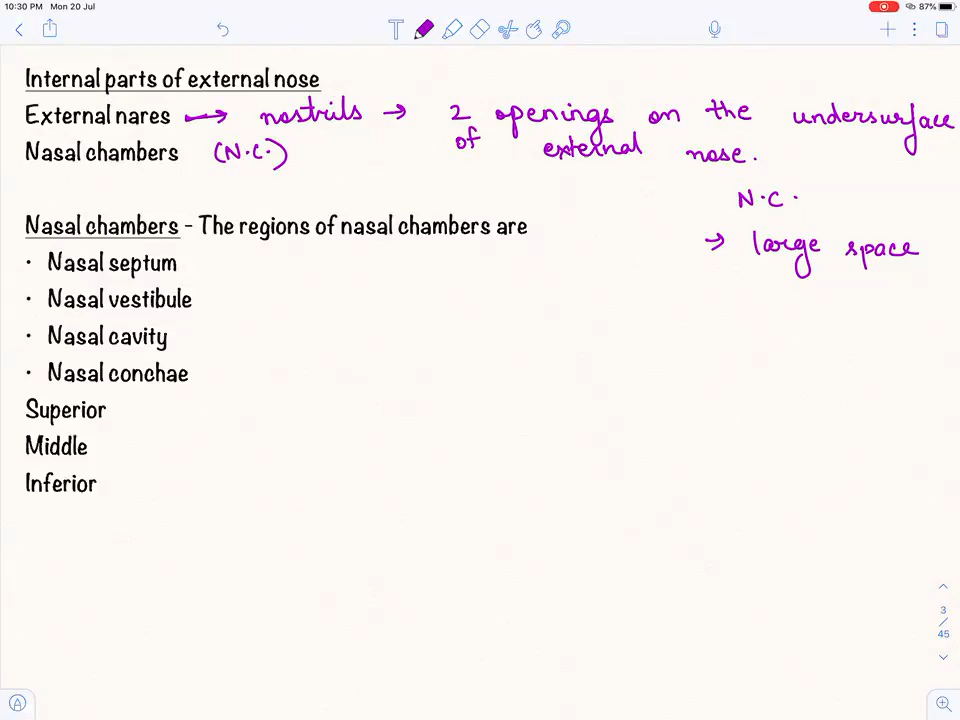 10:30 PM Mon 20 Jul
87%
Internal parts of external nose
External nares → nostrils → 2 openings on the undersurface
of external nose.
Nasal chambers (N.C.)
N.C.
→ large space
Nasal chambers - The regions of nasal chambers are
• Nasal septum
• Nasal vestibule
• Nasal cavity
• Nasal conchae
Superior
Middle
Inferior
3
/
45